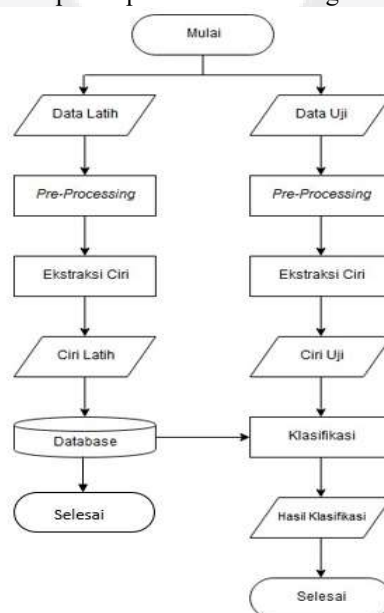 Mulai
Data Latih
Data Uji
Pre-Processing
Pre-Processing
Ekstraksi Ciri
Ekstraksi Ciri
Ciri Latih
Ciri Uji
Database
Klasifikasi
Selesai
Hasil Klasifikasi
Selesai